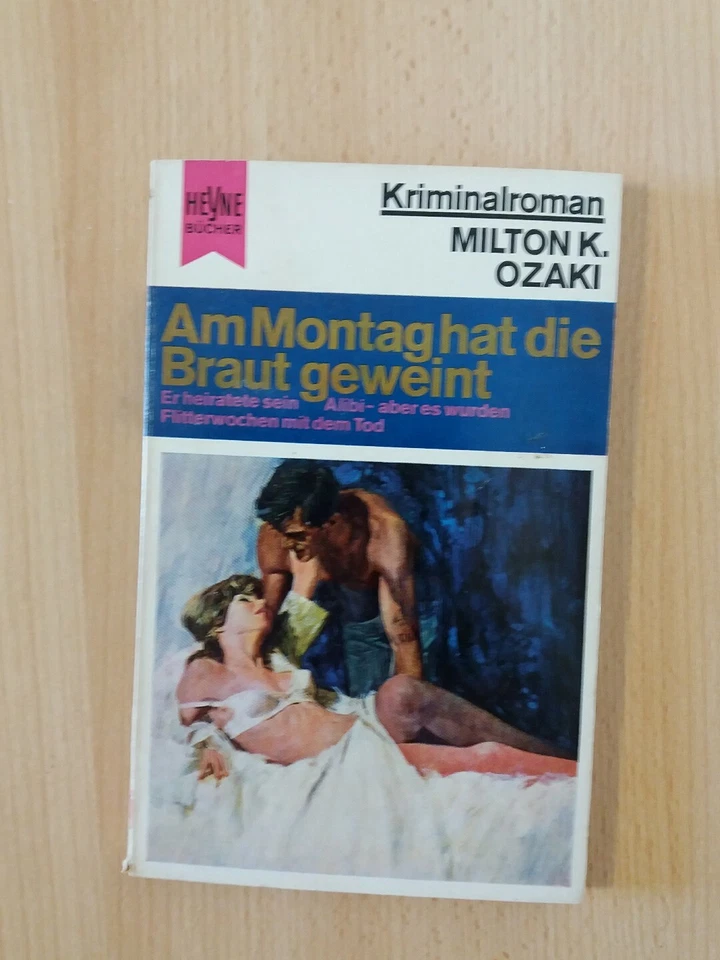 HEYNE
BÜCHER
Kriminalroman
MILTON K.
OZAKI
Am Montag hat die
Braut geweint
Er heiratete sein Alibi - aber es wurden
Flitterwochen mit dem Tod